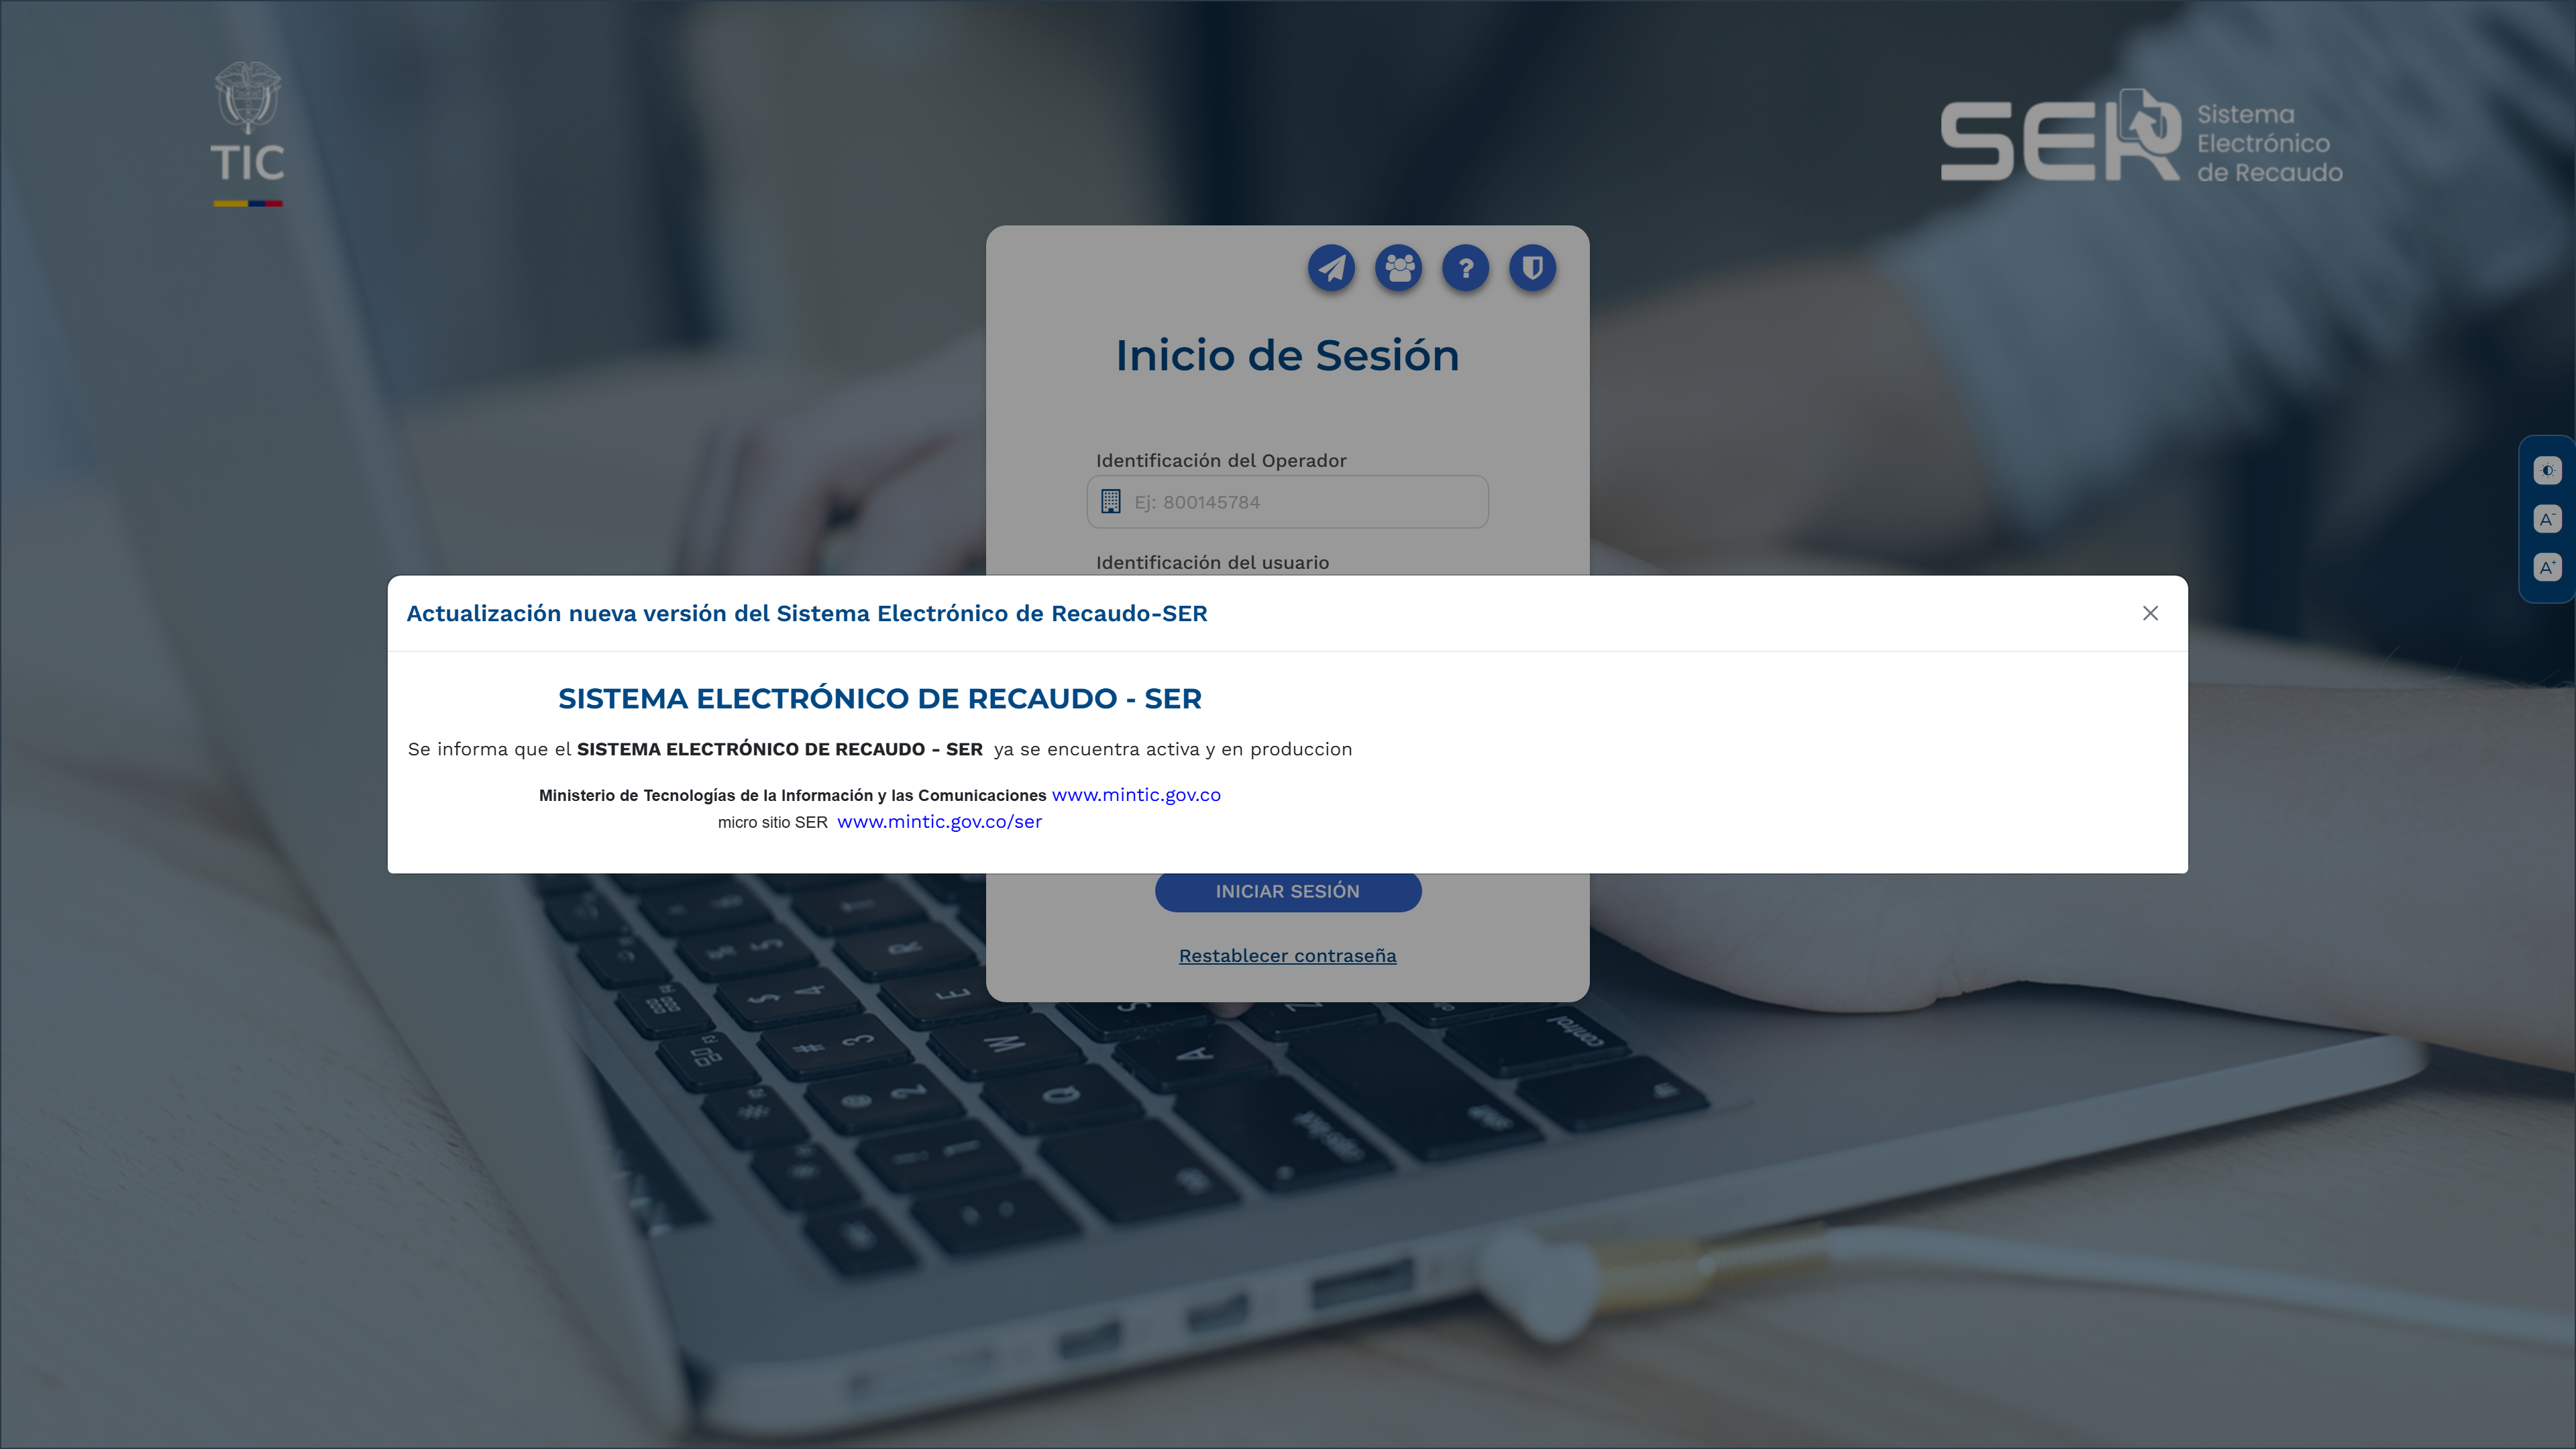 TIC
SER
Sistema
Electrónico
de Recaudo
?
Inicio de Sesión
Identificación del Operador
Ej: 800145784
Identificación del usuario
A-
A+
Actualización nueva versión del Sistema Electrónico de Recaudo-SER
SISTEMA ELECTRÓNICO DE RECAUDO - SER
Se informa que el SISTEMA ELECTRÓNICO DE RECAUDO - SER ya se encuentra activa y en produccion
Ministerio de Tecnologías de la Información y las Comunicaciones www.mintic.gov.co
micro sitio SER www.mintic.gov.co/ser
INICIAR SESIÓN
Restablecer contraseña